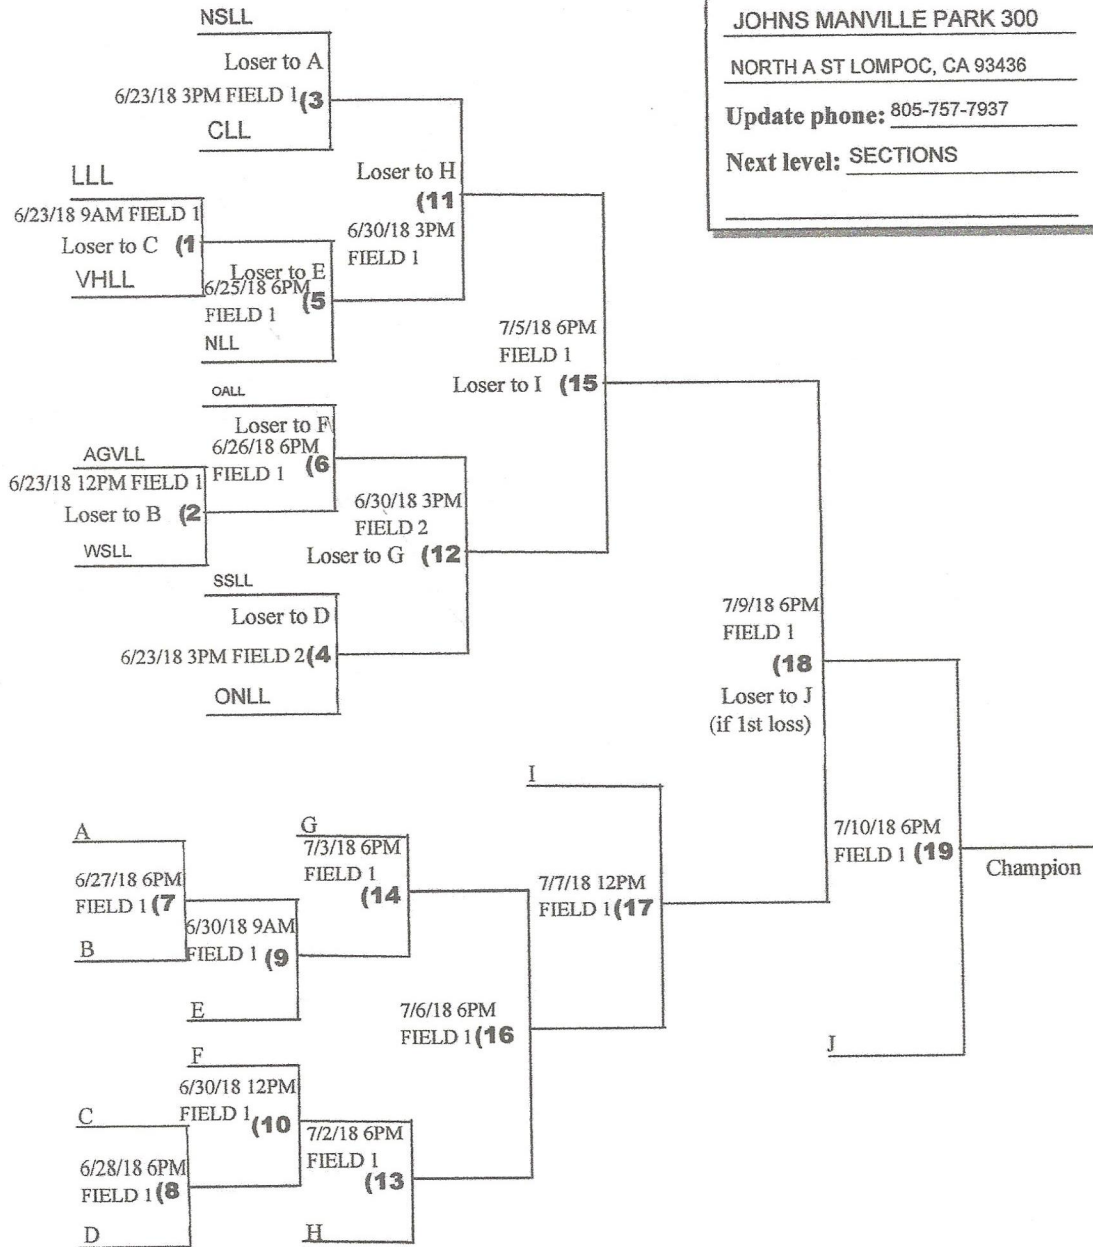 NSLL
Loser to A
6/23/18 3PM FIELD 1 (3
CLL
JOHNS MANVILLE PARK 300
NORTH A ST LOMPOC, CA 93436
Update phone: 805-757-7937
Next level: SECTIONS
LLL
6/23/18 9AM FIELD 1
Loser to C (1
VHLL
Loser to E
6/25/18 6PM
FIELD 1 (5
NLL
Loser to H
(11
6/30/18 3PM
FIELD 1
7/5/18 6PM
FIELD 1
Loser to I (15
OALL
Loser to F
6/26/18 6PM
FIELD 1 (6
AGVLL
6/23/18 12PM FIELD 1
Loser to B (2
WSLL
6/30/18 3PM
FIELD 2
Loser to G (12
SSLL
Loser to D
6/23/18 3PM FIELD 2 (4
ONLL
7/9/18 6PM
FIELD 1
(18
Loser to J
(if 1st loss)
I
A
6/27/18 6PM
FIELD 1 (7
B
G
7/3/18 6PM
FIELD 1
(14
6/30/18 9AM
FIELD 1 (9
E
7/7/18 12PM
FIELD 1 (17
7/10/18 6PM
FIELD 1 (19
Champion
7/6/18 6PM
FIELD 1 (16
J
F
6/30/18 12PM
FIELD 1 (10
C
6/28/18 6PM
FIELD 1 (8
D
7/2/18 6PM
FIELD 1
(13
H